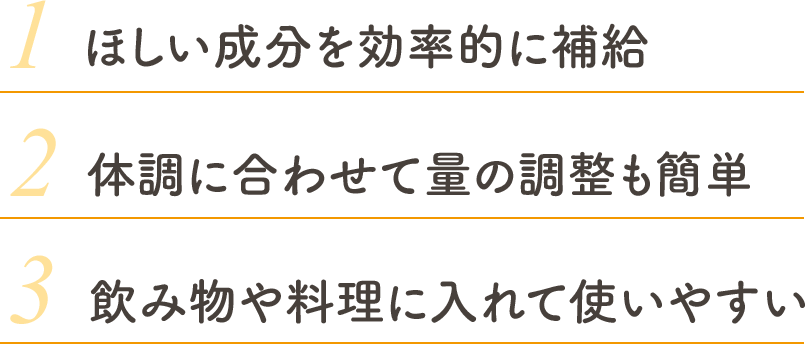 1 ほしい成分を効率的に補給
2 体調に合わせて量の調整も簡単
3 飲み物や料理に入れて使いやすい